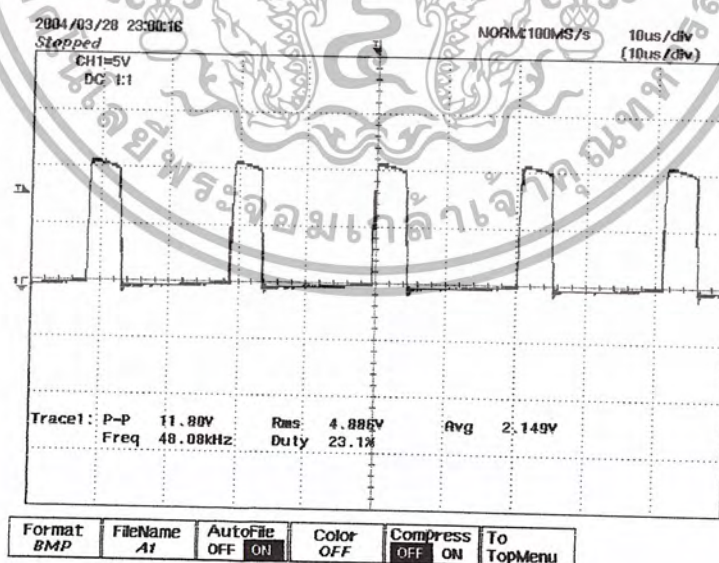 2004/03/28 23:00:16
Stopped
NORM:100MS/s
10us/div
(10us/div)
CH1=5V
DC 1:1
Trace1: P-P 11.80V Rms 4.886V Avg 2.149V
Freq 48.08kHz Duty 23.1%
Format BMP
FileName A1
AutoFile OFF ON
Color OFF
Compress OFF ON
To TopMenu